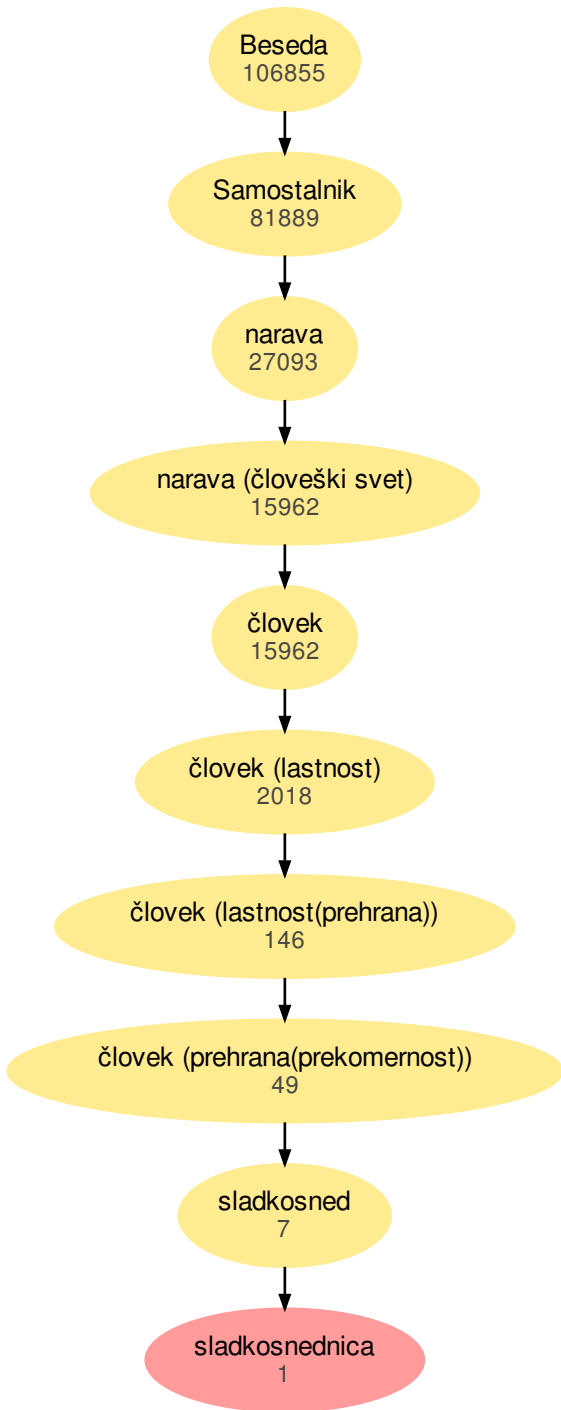 Beseda
106855
Samostalnik
81889
narava
27093
narava (človeški svet)
15962
človek
15962
človek (lastnost)
2018
človek (lastnost(prehrana))
146
človek (prehrana(prekomernost))
49
sladkosned
7
sladkosnednica
1